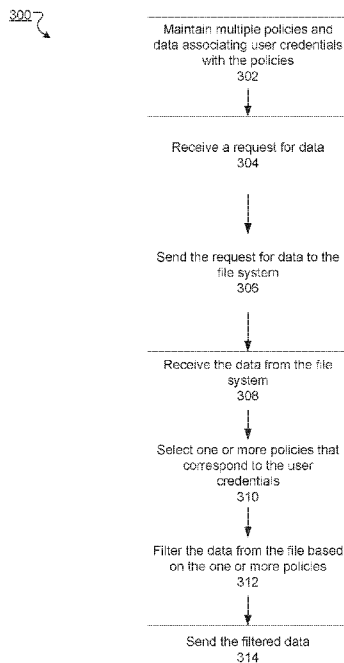 300
Maintain multiple policies and
data associating user credentials
with the policies
302
Receive a request for data
304
Send the request for data to the
file system
306
Receive the data from the file
system
308
Select one or more policies that
correspond to the user
credentials
310
Filter the data from the file based
on the one or more policies
312
Send the filtered data
314